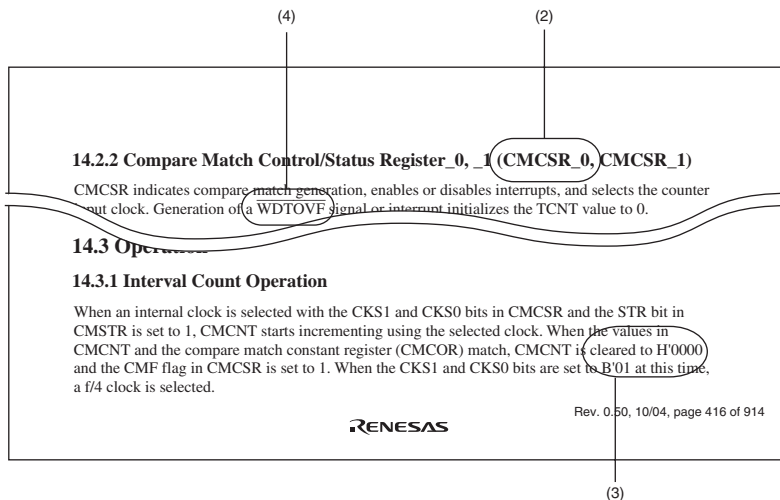 (4) (2)
14.2.2 Compare Match Control/Status Register_0, _1 (CMCSR_0, CMCSR_1)
CMCSR indicates compare match generation, enables or disables interrupts, and selects the counter
input clock. Generation of a WDTOVF signal or interrupt initializes the TCNT value to 0.
14.3 Operation
14.3.1 Interval Count Operation
When an internal clock is selected with the CKS1 and CKS0 bits in CMCSR and the STR bit in
CMSTR is set to 1, CMCNT starts incrementing using the selected clock. When the values in
CMCNT and the compare match constant register (CMCOR) match, CMCNT is cleared to H'0000
and the CMF flag in CMCSR is set to 1. When the CKS1 and CKS0 bits are set to B'01 at this time,
a f/4 clock is selected.
Rev. 0.50, 10/04, page 416 of 914
RENESAS
(3)